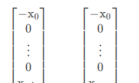 [-x₀ [-x₀
0 0
⋮ ⋮
0 0